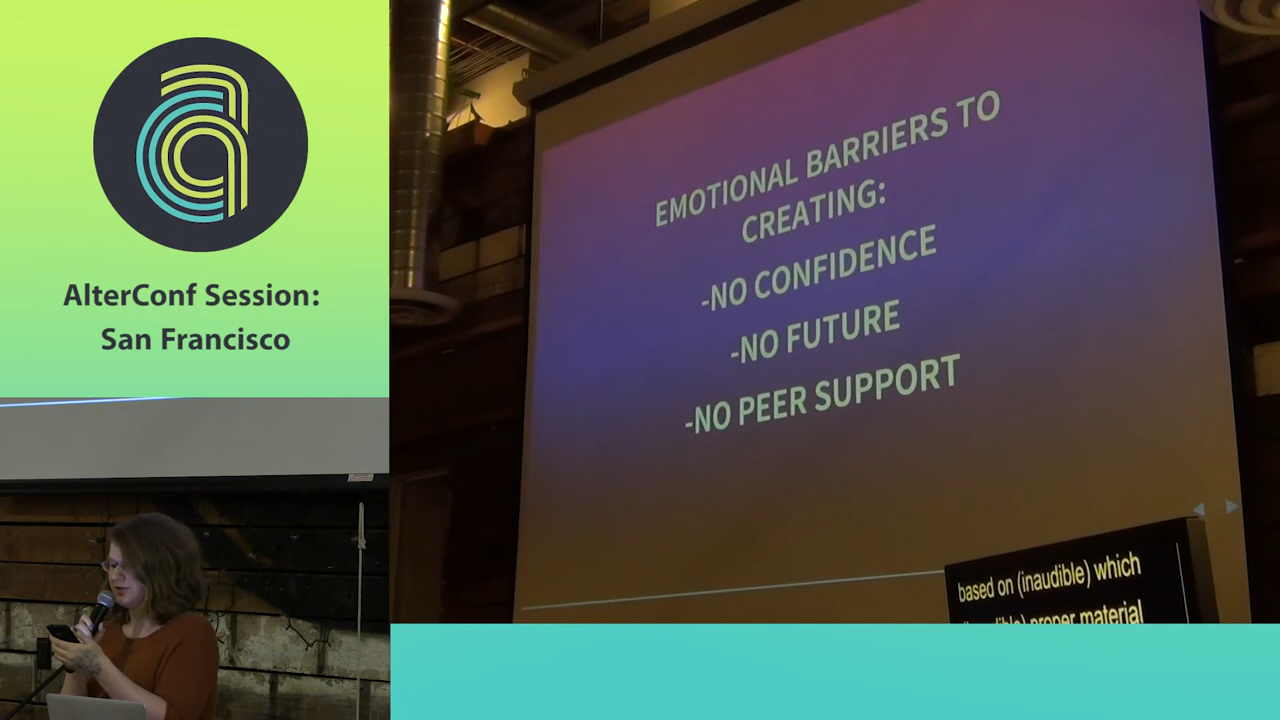 AlterConf Session:
San Francisco
EMOTIONAL BARRIERS TO
CREATING:
-NO CONFIDENCE
-NO FUTURE
-NO PEER SUPPORT
based on (inaudible) which
proper material